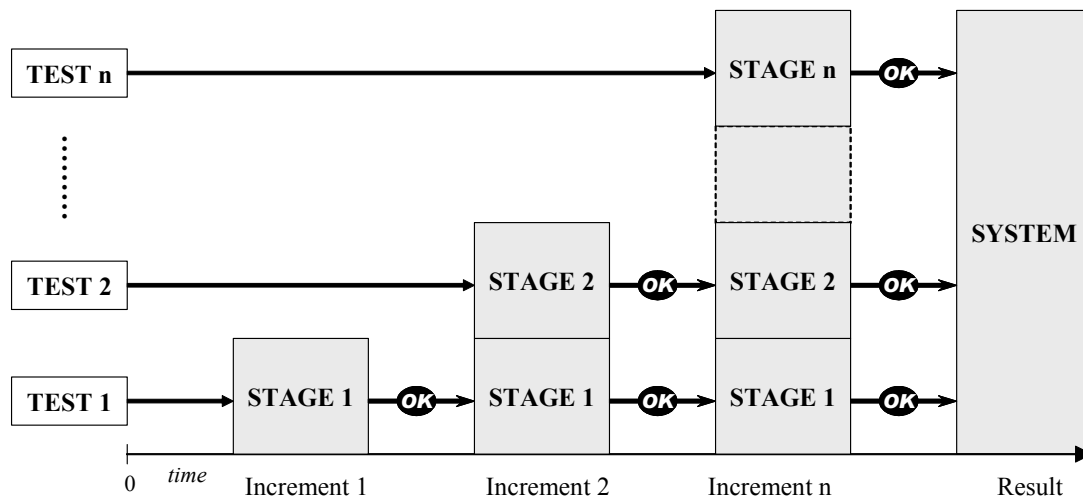 TEST n
STAGE n
OK
SYSTEM
TEST 2
STAGE 2
OK
STAGE 2
OK
TEST 1
STAGE 1
OK
STAGE 1
OK
STAGE 1
OK
0
time
Increment 1
Increment 2
Increment n
Result